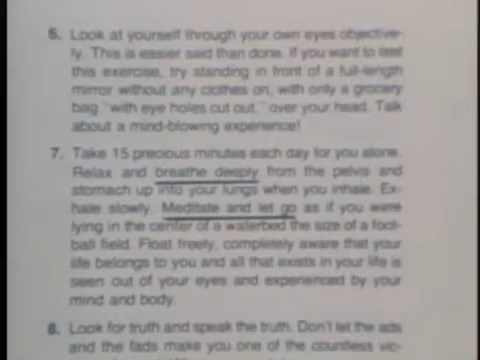 6. Look at yourself through your own eyes objective-
ly. This is easier said than done. If you want to test
this exercise, try standing in front of a full-length
mirror without any clothes on, with only a grocery
bag "with eye holes cut out," over your head. Talk
about a mind-blowing experience!
7. Take 15 precious minutes each day for you alone.
Relax and breathe deeply from the pelvis and
stomach up into your lungs when you inhale. Ex-
hale slowly. Meditate and let go as if you were
lying in the center of a waterbed the size of a foot-
ball field. Float freely, completely aware that your
life belongs to you and all that exists in your life is
seen out of your eyes and experienced by your
mind and body.
8. Look for truth and speak the truth. Don't let the ads
and the fads make you one of the countless vic-